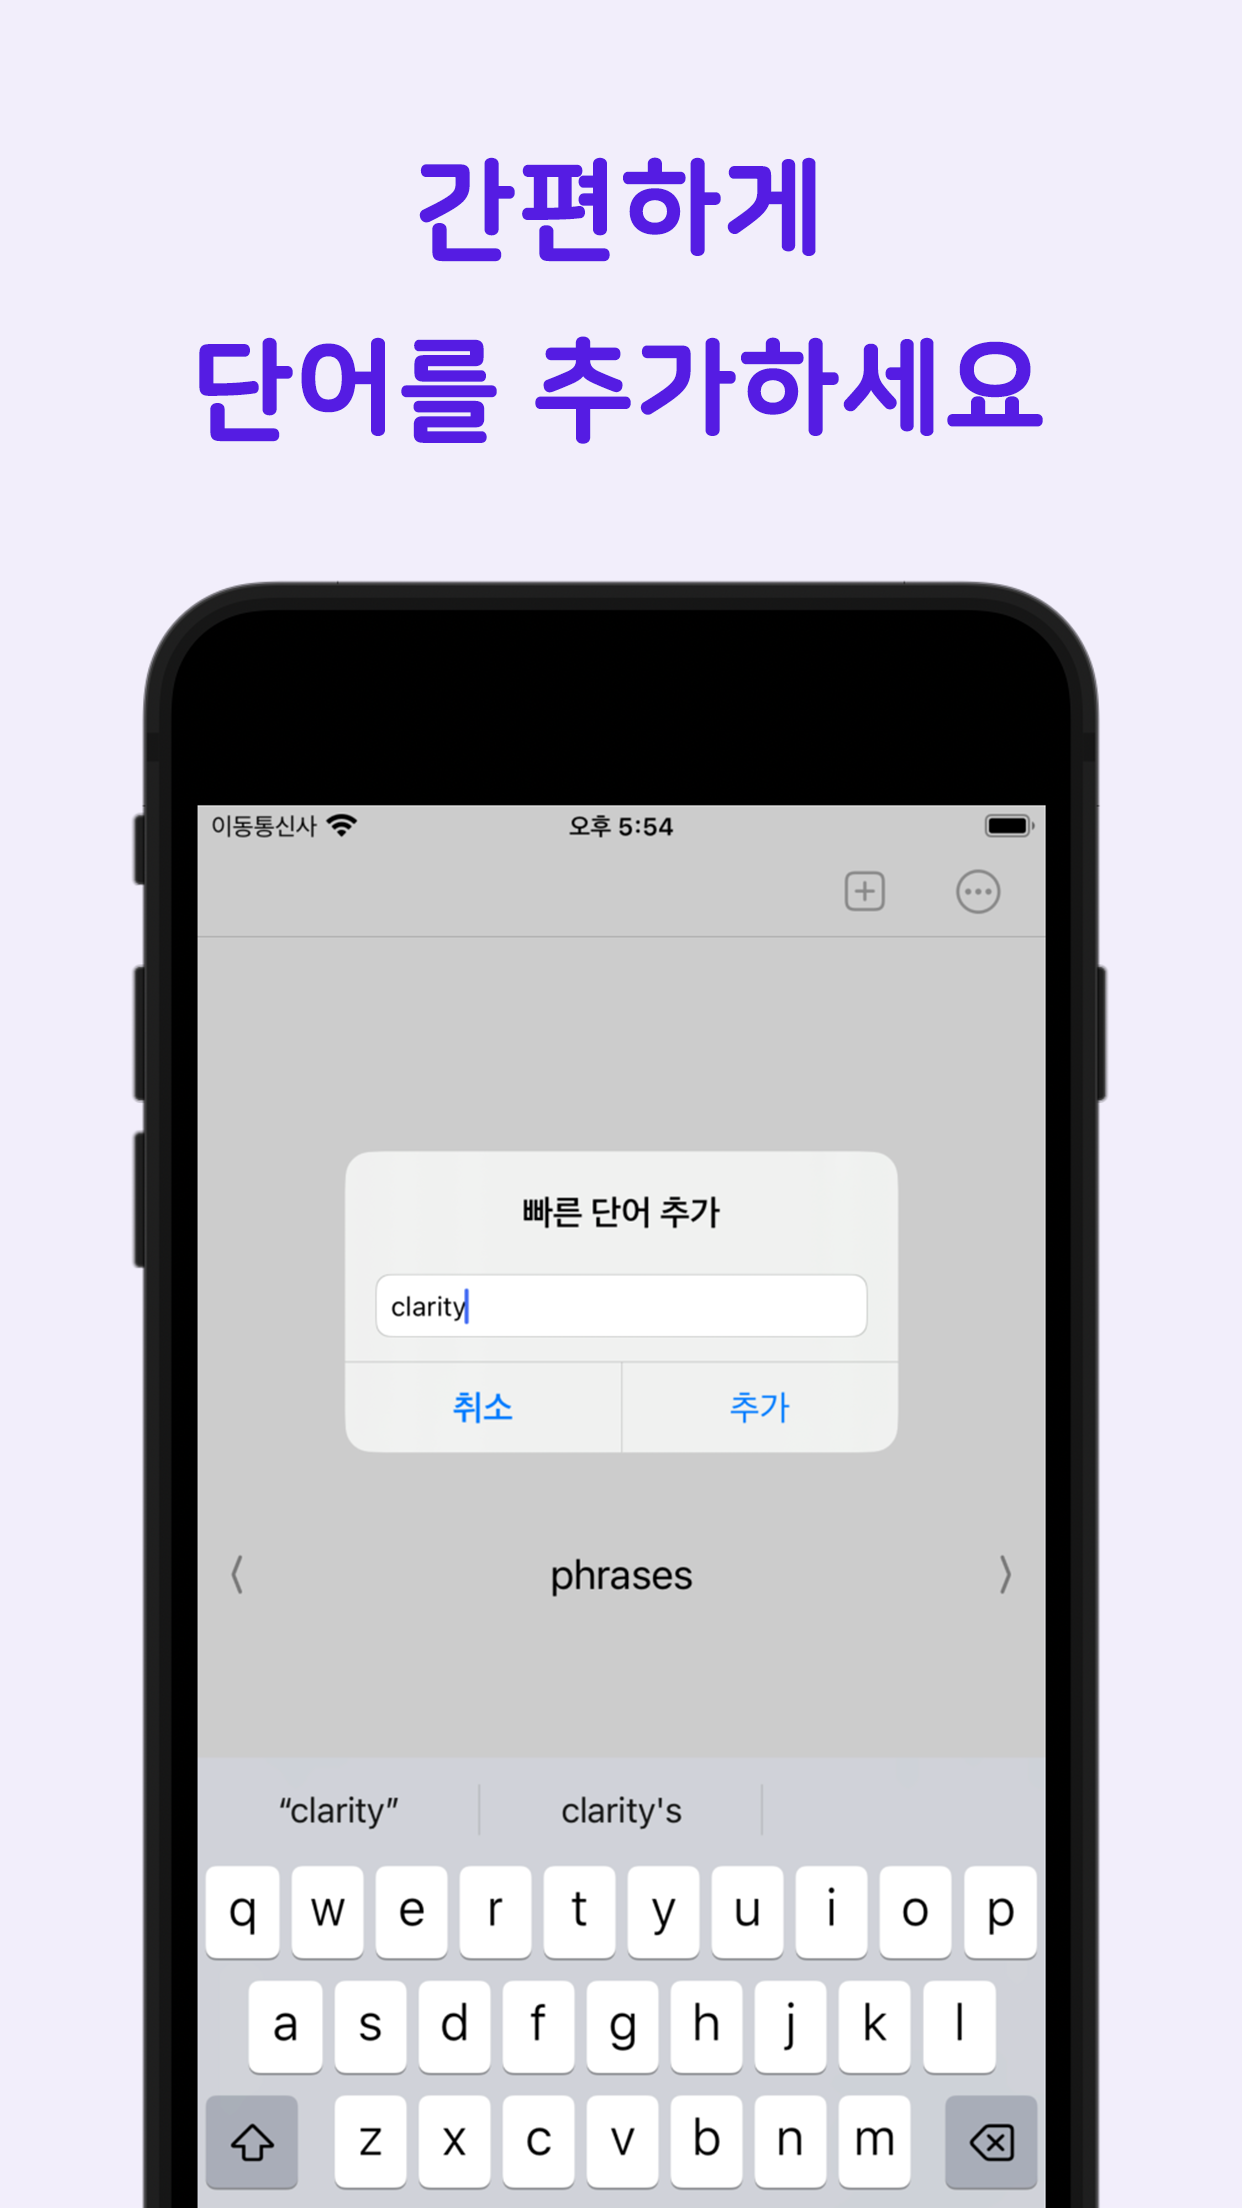 간편하게
단어를 추가하세요
이동통신사 오후 5:54
빠른 단어 추가
clarity
취소 추가
〈 phrases 〉
“clarity” clarity's
q w e r t y u i o p
a s d f g h j k l
z x c v b n m